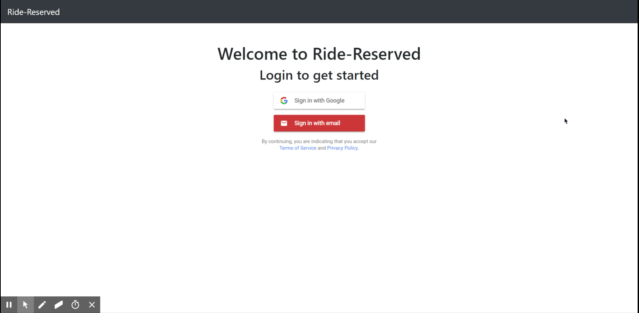 Ride-Reserved
Welcome to Ride-Reserved
Login to get started
Sign in with Google
Sign in with email
By continuing, you are indicating that you accept our
Terms of Service and Privacy Policy.